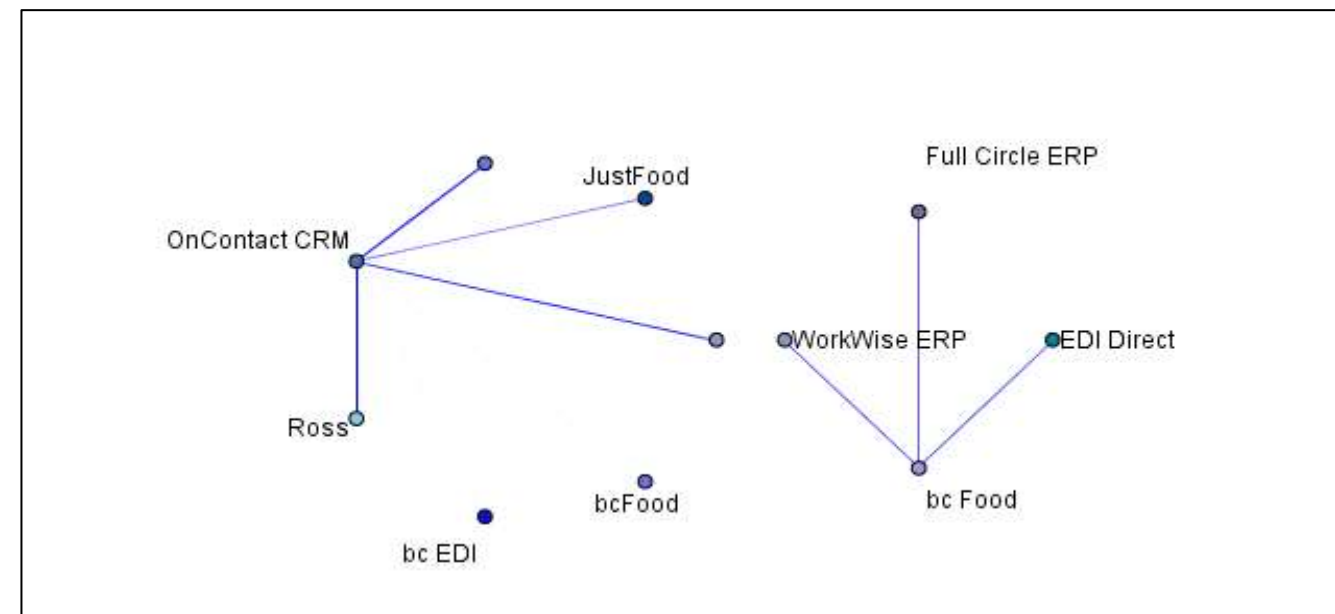 Full Circle ERP
JustFood
OnContact CRM
WorkWise ERP
EDI Direct
Ross
bcFood
bc Food
bc EDI